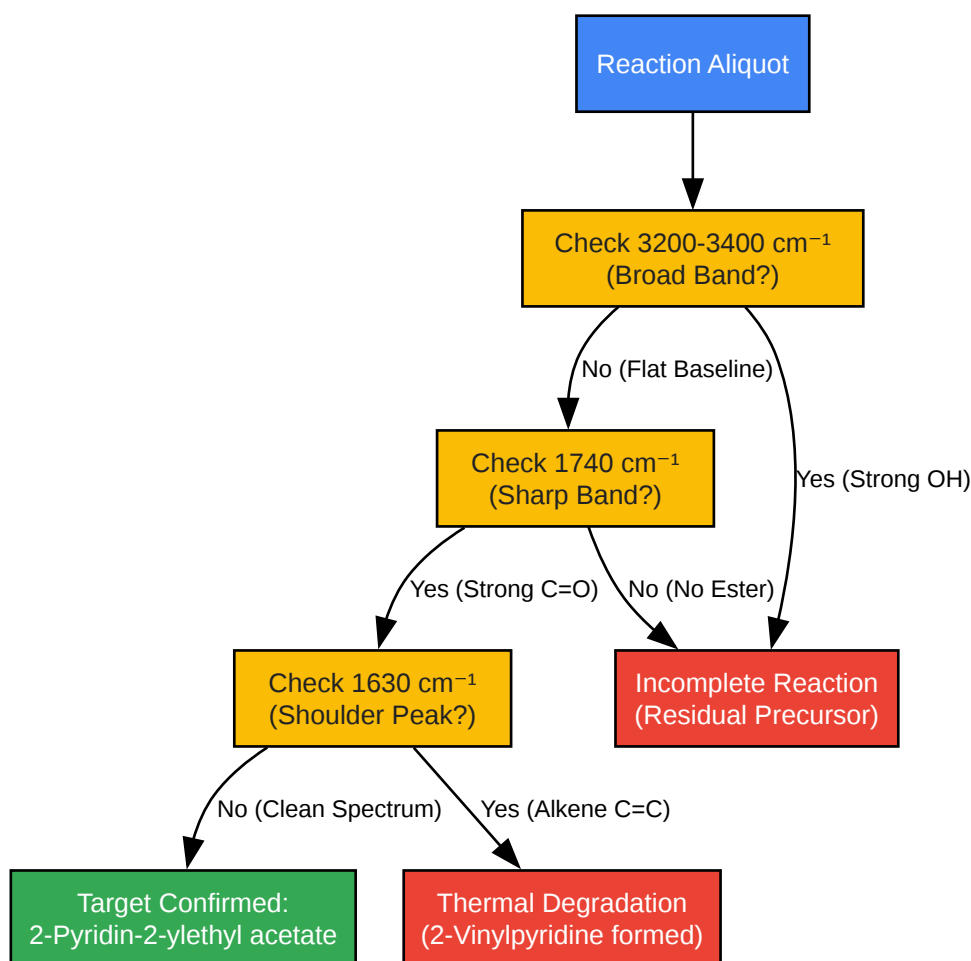 Reaction Aliquot
Check 3200-3400 cm⁻¹
(Broad Band?)
No (Flat Baseline)
Check 1740 cm⁻¹
(Sharp Band?)
Yes (Strong OH)
Yes (Strong C=O)
No (No Ester)
Check 1630 cm⁻¹
(Shoulder Peak?)
Incomplete Reaction
(Residual Precursor)
No (Clean Spectrum)
Yes (Alkene C=C)
Target Confirmed:
2-Pyridin-2-ylethyl acetate
Thermal Degradation
(2-Vinylpyridine formed)